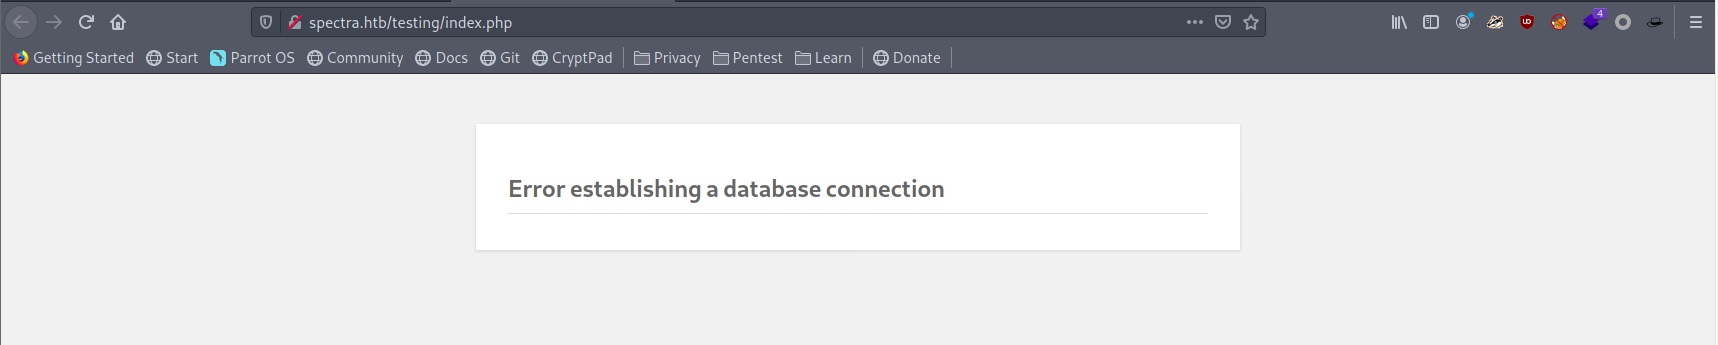 spectra.htb/testing/index.php
4
Getting Started Start Parrot OS Community Docs Git CryptPad Privacy Pentest Learn Donate
Error establishing a database connection